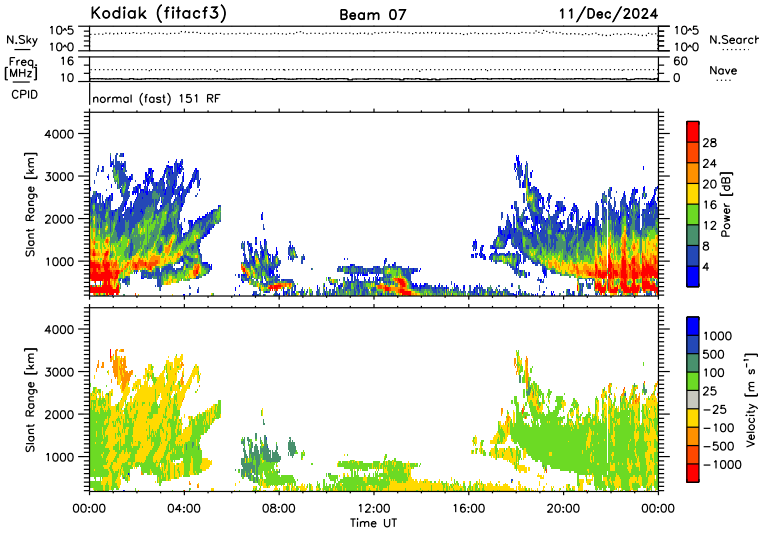 Kodiak (fitacf3) Beam 07 11/Dec/2024
N.Sky 10^5 10^0 10^5 10^0 N.Search
Freq. [MHz] 16 10 60 0 Nave
CPID normal (fast) 151 RF
Slant Range [km] 4000 3000 2000 1000
Power [dB] 28 24 20 16 12 8 4
Slant Range [km] 4000 3000 2000 1000
Velocity [m s⁻¹] 1000 500 100 25 −25 −100 −500 −1000
00:00 04:00 08:00 12:00 16:00 20:00 00:00
Time UT